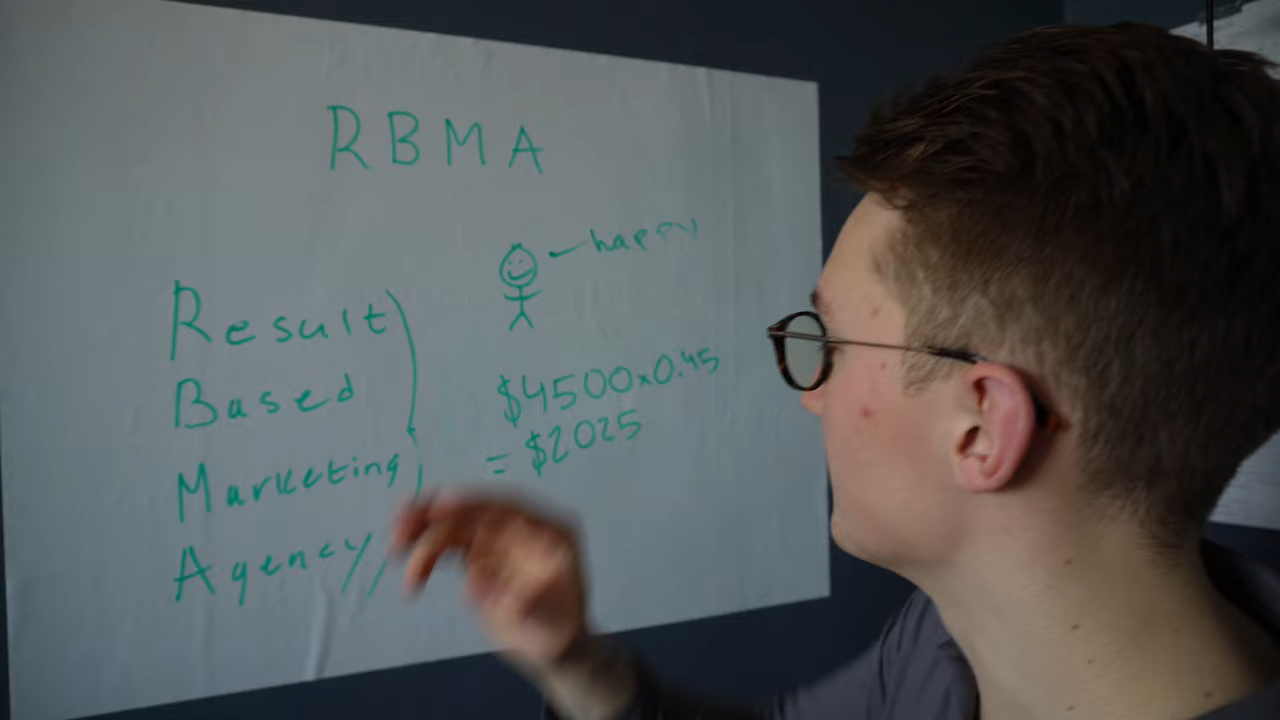 RBMA
happy
Result
Based
Marketing
Agency
$4500x0.45
= $2025